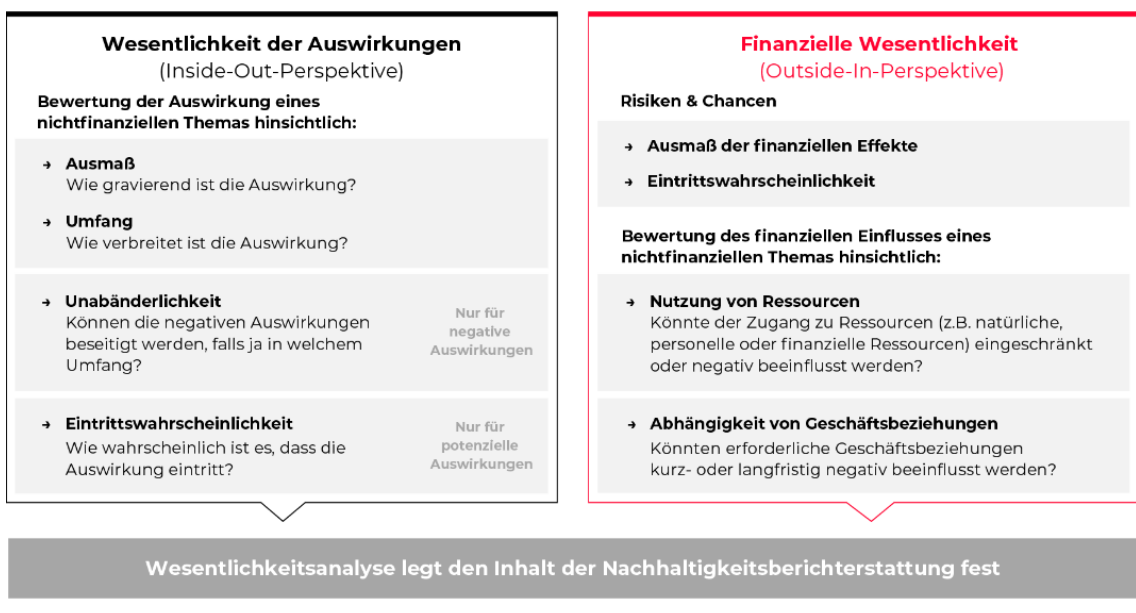 Wesentlichkeit der Auswirkungen
(Inside-Out-Perspektive)
Bewertung der Auswirkung eines
nichtfinanziellen Themas hinsichtlich:
→ Ausmaß
Wie gravierend ist die Auswirkung?
→ Umfang
Wie verbreitet ist die Auswirkung?
→ Unabänderlichkeit
Können die negativen Auswirkungen
beseitigt werden, falls ja in welchem
Umfang?
Nur für
negative
Auswirkungen
→ Eintrittswahrscheinlichkeit
Wie wahrscheinlich ist es, dass die
Auswirkung eintritt?
Nur für
potenzielle
Auswirkungen
Finanzielle Wesentlichkeit
(Outside-In-Perspektive)
Risiken & Chancen
→ Ausmaß der finanziellen Effekte
→ Eintrittswahrscheinlichkeit
Bewertung des finanziellen Einflusses eines
nichtfinanziellen Themas hinsichtlich:
→ Nutzung von Ressourcen
Könnte der Zugang zu Ressourcen (z.B. natürliche,
personelle oder finanzielle Ressourcen) eingeschränkt
oder negativ beeinflusst werden?
→ Abhängigkeit von Geschäftsbeziehungen
Könnten erforderliche Geschäftsbeziehungen
kurz- oder langfristig negativ beeinflusst werden?
Wesentlichkeitsanalyse legt den Inhalt der Nachhaltigkeitsberichterstattung fest